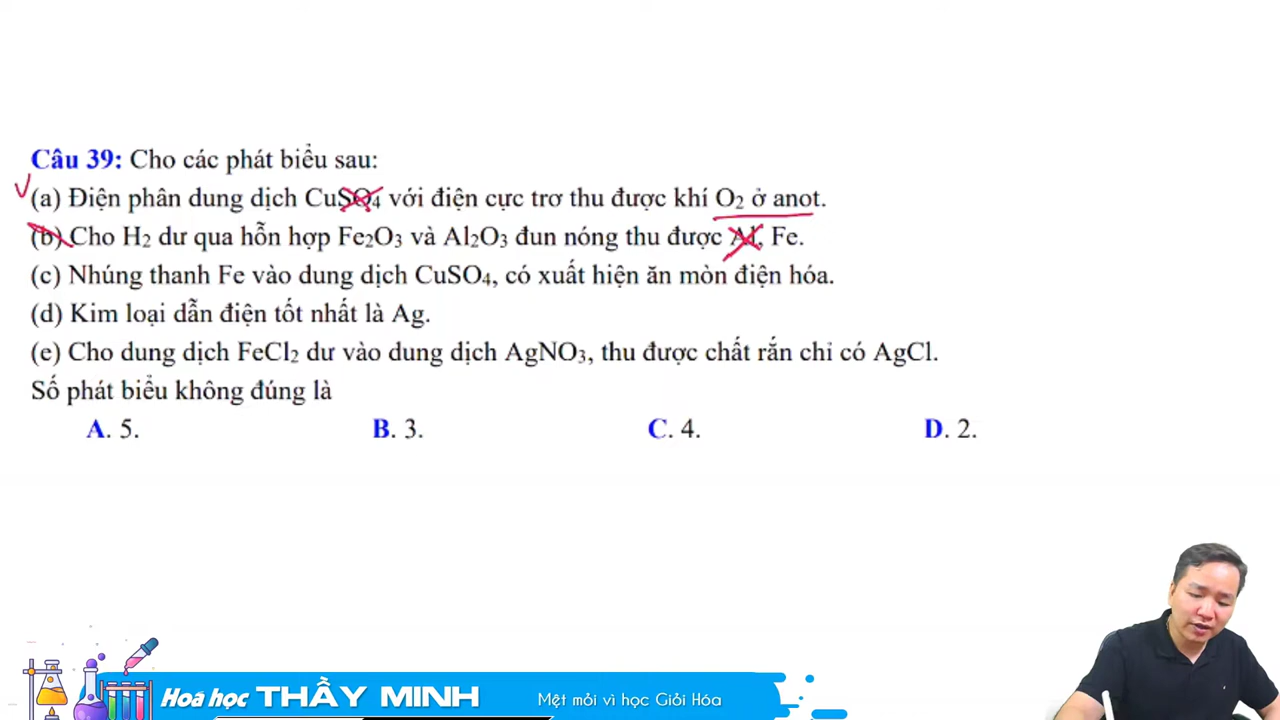 Câu 39: Cho các phát biểu sau:
(a) Điện phân dung dịch CuSO₄ với điện cực trơ thu được khí O₂ ở anot.
(b) Cho H₂ dư qua hỗn hợp Fe₂O₃ và Al₂O₃ đun nóng thu được Al, Fe.
(c) Nhúng thanh Fe vào dung dịch CuSO₄, có xuất hiện ăn mòn điện hóa.
(d) Kim loại dẫn điện tốt nhất là Ag.
(e) Cho dung dịch FeCl₂ dư vào dung dịch AgNO₃, thu được chất rắn chỉ có AgCl.
Số phát biểu không đúng là
A. 5. B. 3. C. 4. D. 2.
Hoá học THẦY MINH Mệt mỏi vì học Giỏi Hóa